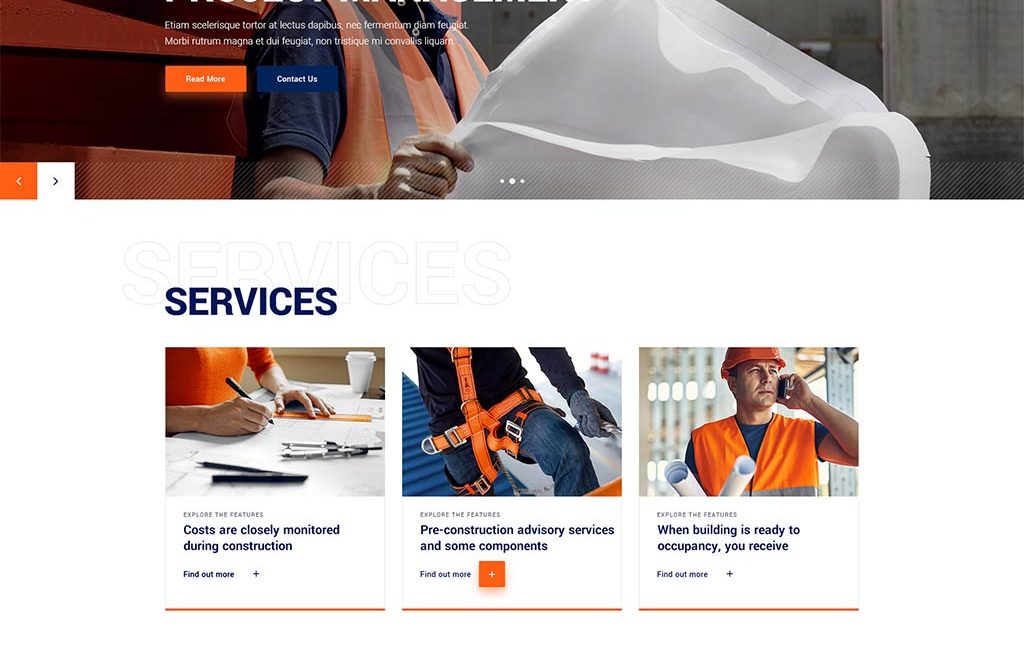 PROJECT MANAGEMENT
Etiam scelerisque tortor at lectus dapibus, nec fermentum diam feugiat.
Morbi rutrum magna et dui feugiat, non tristique mi convallis liquam.
Read More
Contact Us
SERVICES
SERVICES
EXPLORE THE FEATURES
Costs are closely monitored
during construction
Find out more +
EXPLORE THE FEATURES
Pre-construction advisory services
and some components
Find out more +
EXPLORE THE FEATURES
When building is ready to
occupancy, you receive
Find out more +